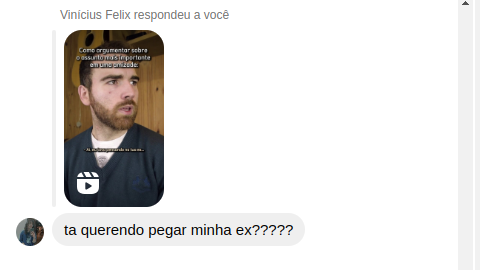 Vinícius Felix respondeu a você
Como argumentar sobre
o assunto mais importante
em uma amizade:
ta querendo pegar minha ex?????